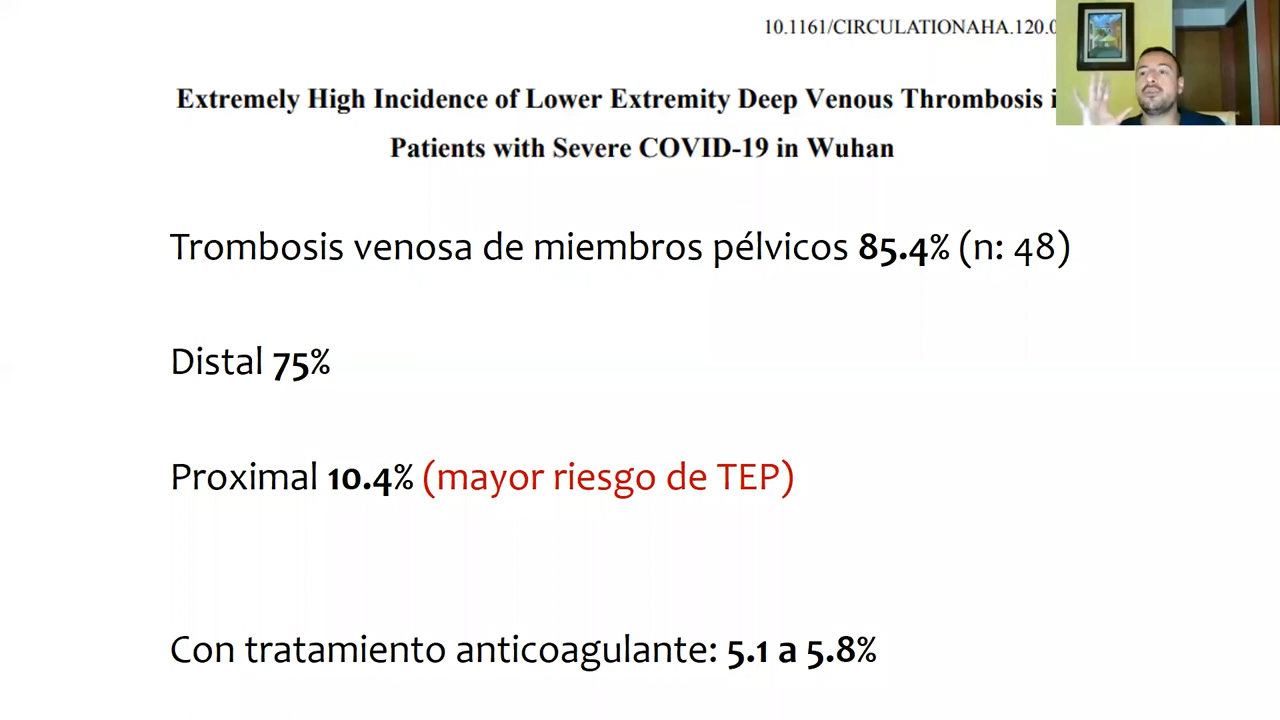 10.1161/CIRCULATIONAHA.120.0
Extremely High Incidence of Lower Extremity Deep Venous Thrombosis
Patients with Severe COVID-19 in Wuhan
Trombosis venosa de miembros pélvicos 85.4% (n: 48)
Distal 75%
Proximal 10.4% (mayor riesgo de TEP)
Con tratamiento anticoagulante: 5.1 a 5.8%